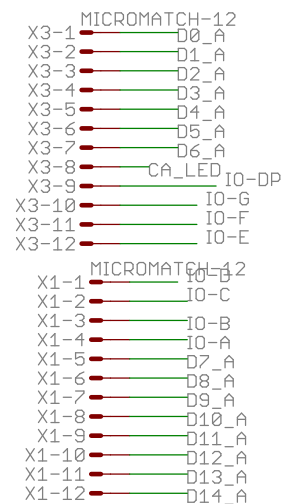 MICROMATCH-12
X3-1 D0_A
X3-2 D1_A
X3-3 D2_A
X3-4 D3_A
X3-5 D4_A
X3-6 D5_A
X3-7 D6_A
X3-8 CA_LED
X3-9 IO-DP
X3-10 IO-G
X3-11 IO-F
X3-12 IO-E
MICROMATCH-12
X1-1 IO-D
X1-2 IO-C
X1-3 IO-B
X1-4 IO-A
X1-5 D7_A
X1-6 D8_A
X1-7 D9_A
X1-8 D10_A
X1-9 D11_A
X1-10 D12_A
X1-11 D13_A
X1-12 D14_A